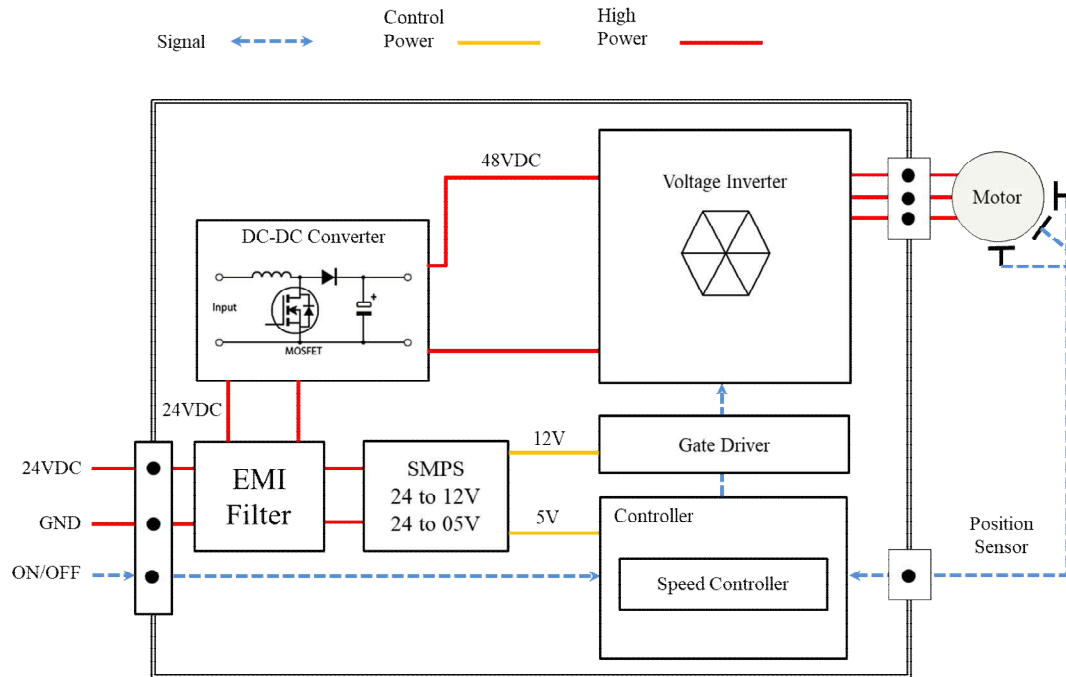 Signal
Control
Power
High
Power
48VDC
Voltage Inverter
Motor
DC-DC Converter
Input
+
MOSFET
24VDC
24VDC
GND
ON/OFF
EMI
Filter
SMPS
24 to 12V
24 to 05V
12V
5V
Gate Driver
Controller
Speed Controller
Position
Sensor